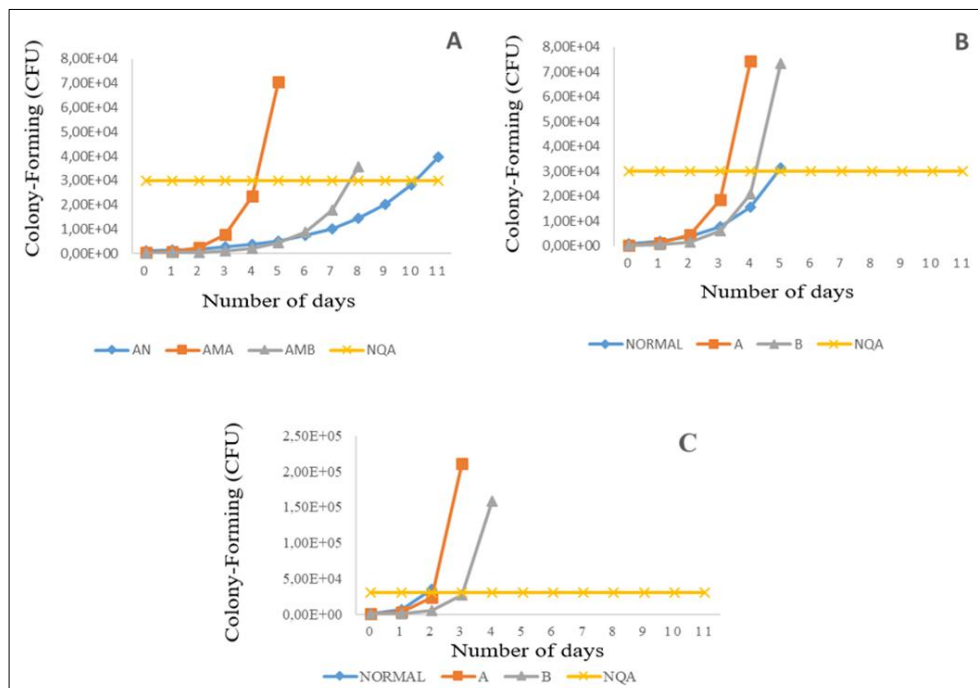 A
Colony-Forming (CFU)
8,00E+04
7,00E+04
6,00E+04
5,00E+04
4,00E+04
3,00E+04
2,00E+04
1,00E+04
0,00E+00
0 1 2 3 4 5 6 7 8 9 10 11
Number of days
AN AMA AMB NQA
B
Colony-Forming (CFU)
8,00E+04
7,00E+04
6,00E+04
5,00E+04
4,00E+04
3,00E+04
2,00E+04
1,00E+04
0,00E+00
0 1 2 3 4 5 6 7 8 9 10 11
Number of days
NORMAL A B NQA
C
Colony-Forming (CFU)
2,50E+05
2,00E+05
1,50E+05
1,00E+05
5,00E+04
0,00E+00
0 1 2 3 4 5 6 7 8 9 10 11
Number of days
NORMAL A B NQA